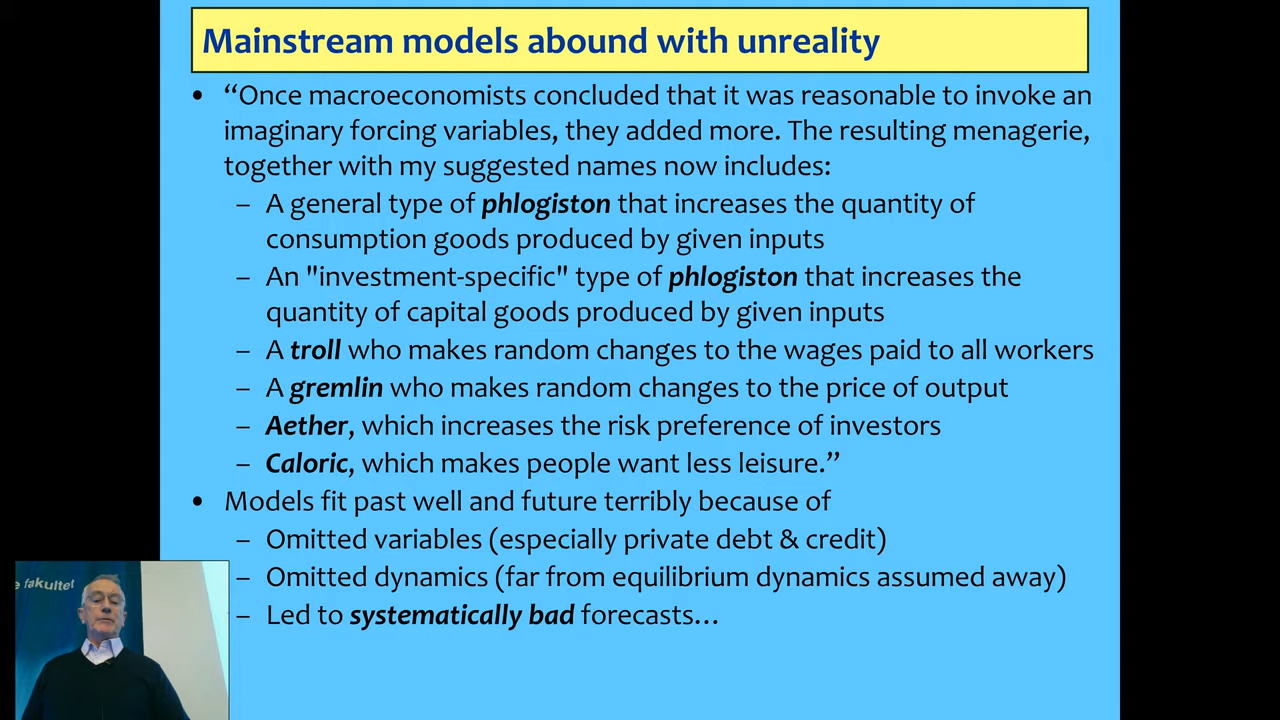 Mainstream models abound with unreality
• “Once macroeconomists concluded that it was reasonable to invoke an
imaginary forcing variables, they added more. The resulting menagerie,
together with my suggested names now includes:
– A general type of phlogiston that increases the quantity of
consumption goods produced by given inputs
– An "investment-specific" type of phlogiston that increases the
quantity of capital goods produced by given inputs
– A troll who makes random changes to the wages paid to all workers
– A gremlin who makes random changes to the price of output
– Aether, which increases the risk preference of investors
– Caloric, which makes people want less leisure.”
• Models fit past well and future terribly because of
– Omitted variables (especially private debt & credit)
– Omitted dynamics (far from equilibrium dynamics assumed away)
– Led to systematically bad forecasts…
e fakultet